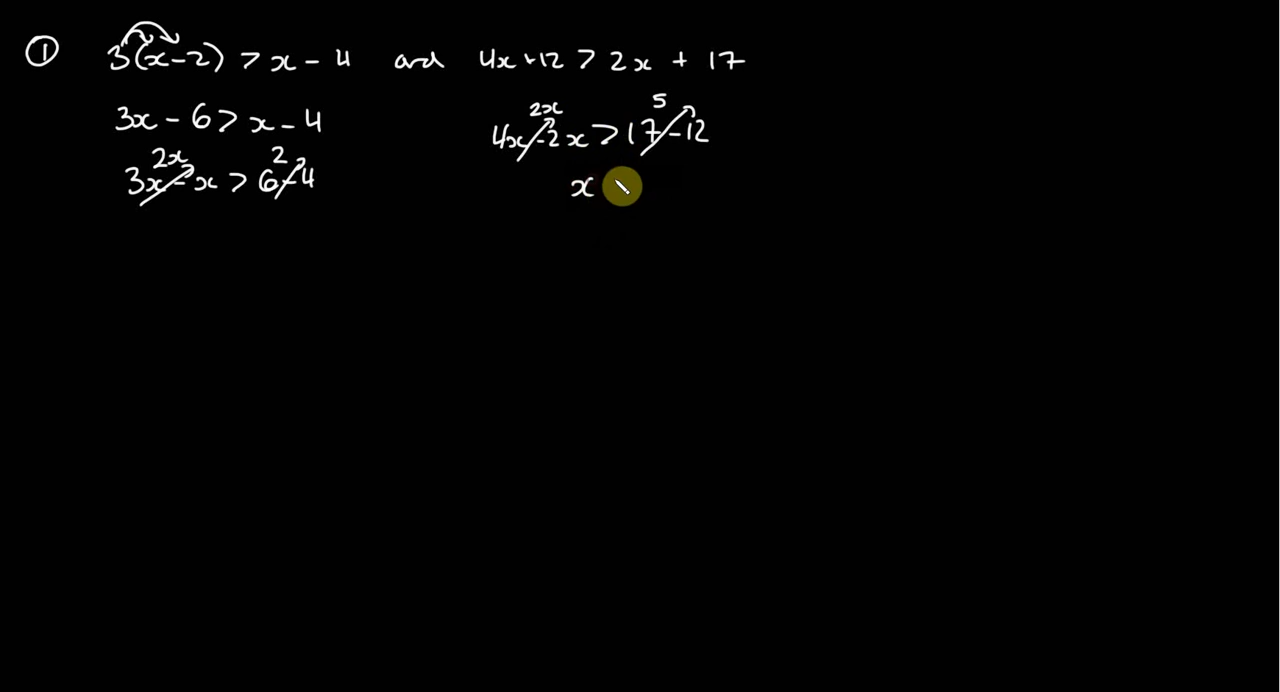 ① 3(x-2) > x - 4 and 4x+12 > 2x + 17
3x - 6 > x - 4
2x 2
3x - x > 6 - 4
2x 5
4x - 2x > 17 - 12
x